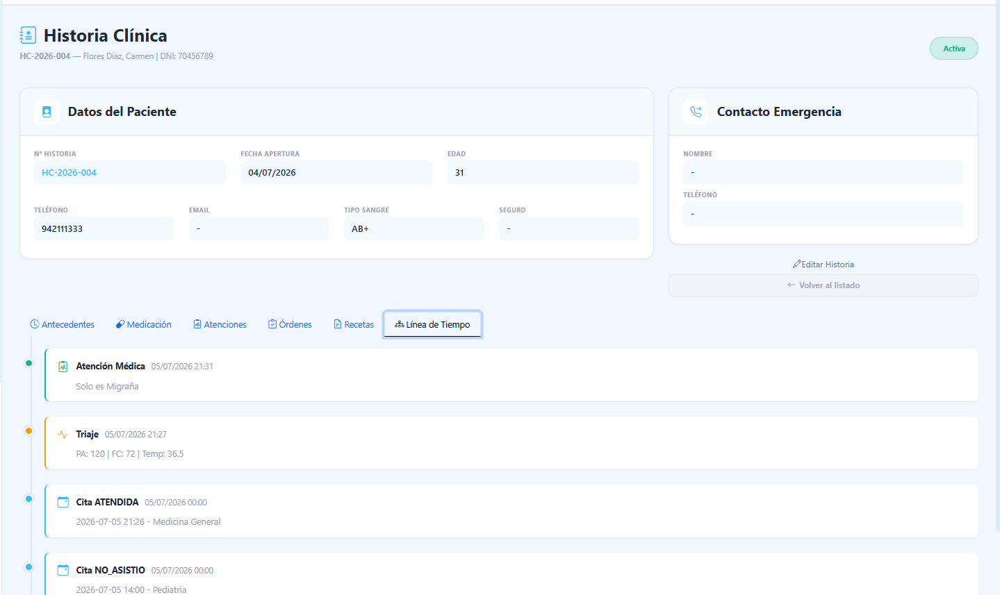 Historia Clínica
HC-2026-004 — Flores Diaz, Carmen | DNI: 70456789
Activa
Datos del Paciente
N° HISTORIA
HC-2026-004
FECHA APERTURA
04/07/2026
EDAD
31
TELÉFONO
942111333
EMAIL
-
TIPO SANGRE
AB+
SEGURO
-
Contacto Emergencia
NOMBRE
-
TELÉFONO
-
Editar Historia
← Volver al listado
Antecedentes
Medicación
Atenciones
Órdenes
Recetas
Línea de Tiempo
Atención Médica 05/07/2026 21:31
Solo es Migraña
Triaje 05/07/2026 21:27
PA: 120 | FC: 72 | Temp: 36.5
Cita ATENDIDA 05/07/2026 00:00
2026-07-05 21:26 - Medicina General
Cita NO_ASISTIO 05/07/2026 00:00
2026-07-05 14:00 - Pediatria